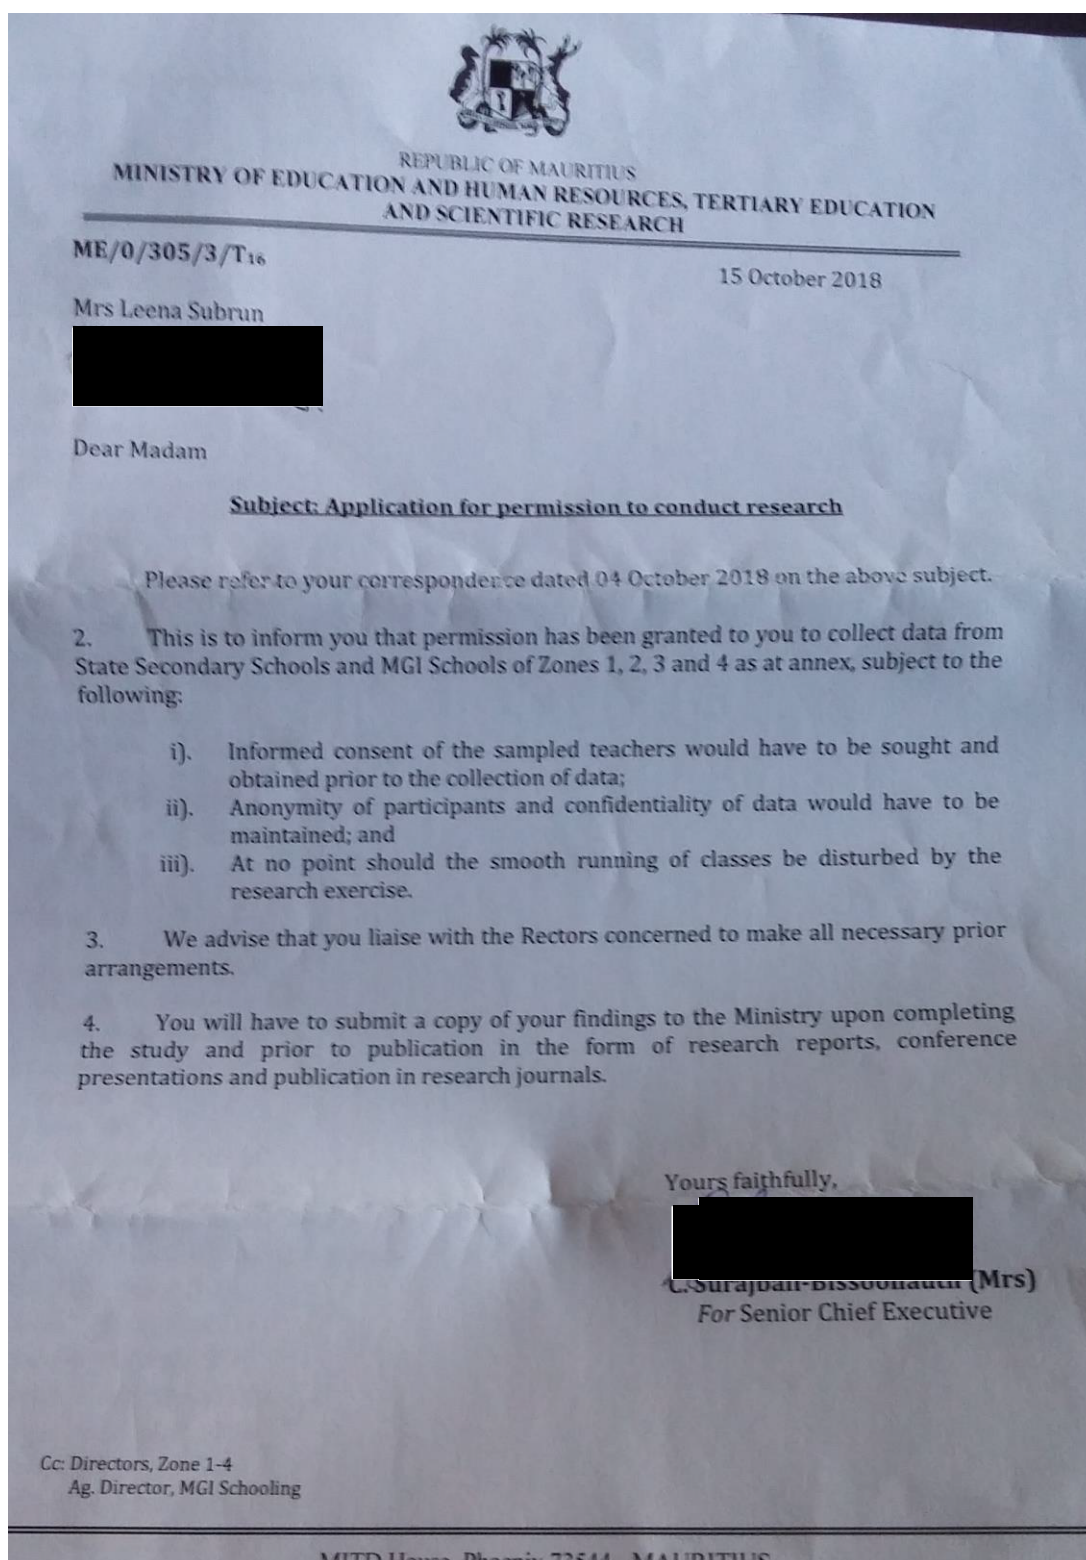 REPUBLIC OF MAURITIUS
MINISTRY OF EDUCATION AND HUMAN RESOURCES, TERTIARY EDUCATION
AND SCIENTIFIC RESEARCH
ME/0/305/3/T16
15 October 2018
Mrs Leena Subrun
Dear Madam
Subject: Application for permission to conduct research
Please refer to your correspondence dated 04 October 2018 on the above subject.
2. This is to inform you that permission has been granted to you to collect data from
State Secondary Schools and MGI Schools of Zones 1, 2, 3 and 4 as at annex, subject to the
following:
i). Informed consent of the sampled teachers would have to be sought and
obtained prior to the collection of data;
ii). Anonymity of participants and confidentiality of data would have to be
maintained; and
iii). At no point should the smooth running of classes be disturbed by the
research exercise.
3. We advise that you liaise with the Rectors concerned to make all necessary prior
arrangements.
4. You will have to submit a copy of your findings to the Ministry upon completing
the study and prior to publication in the form of research reports, conference
presentations and publication in research journals.
Yours faithfully,
(Mrs)
For Senior Chief Executive
Cc: Directors, Zone 1-4
Ag. Director, MGI Schooling
MITD House, Phoenix MAURITIUS